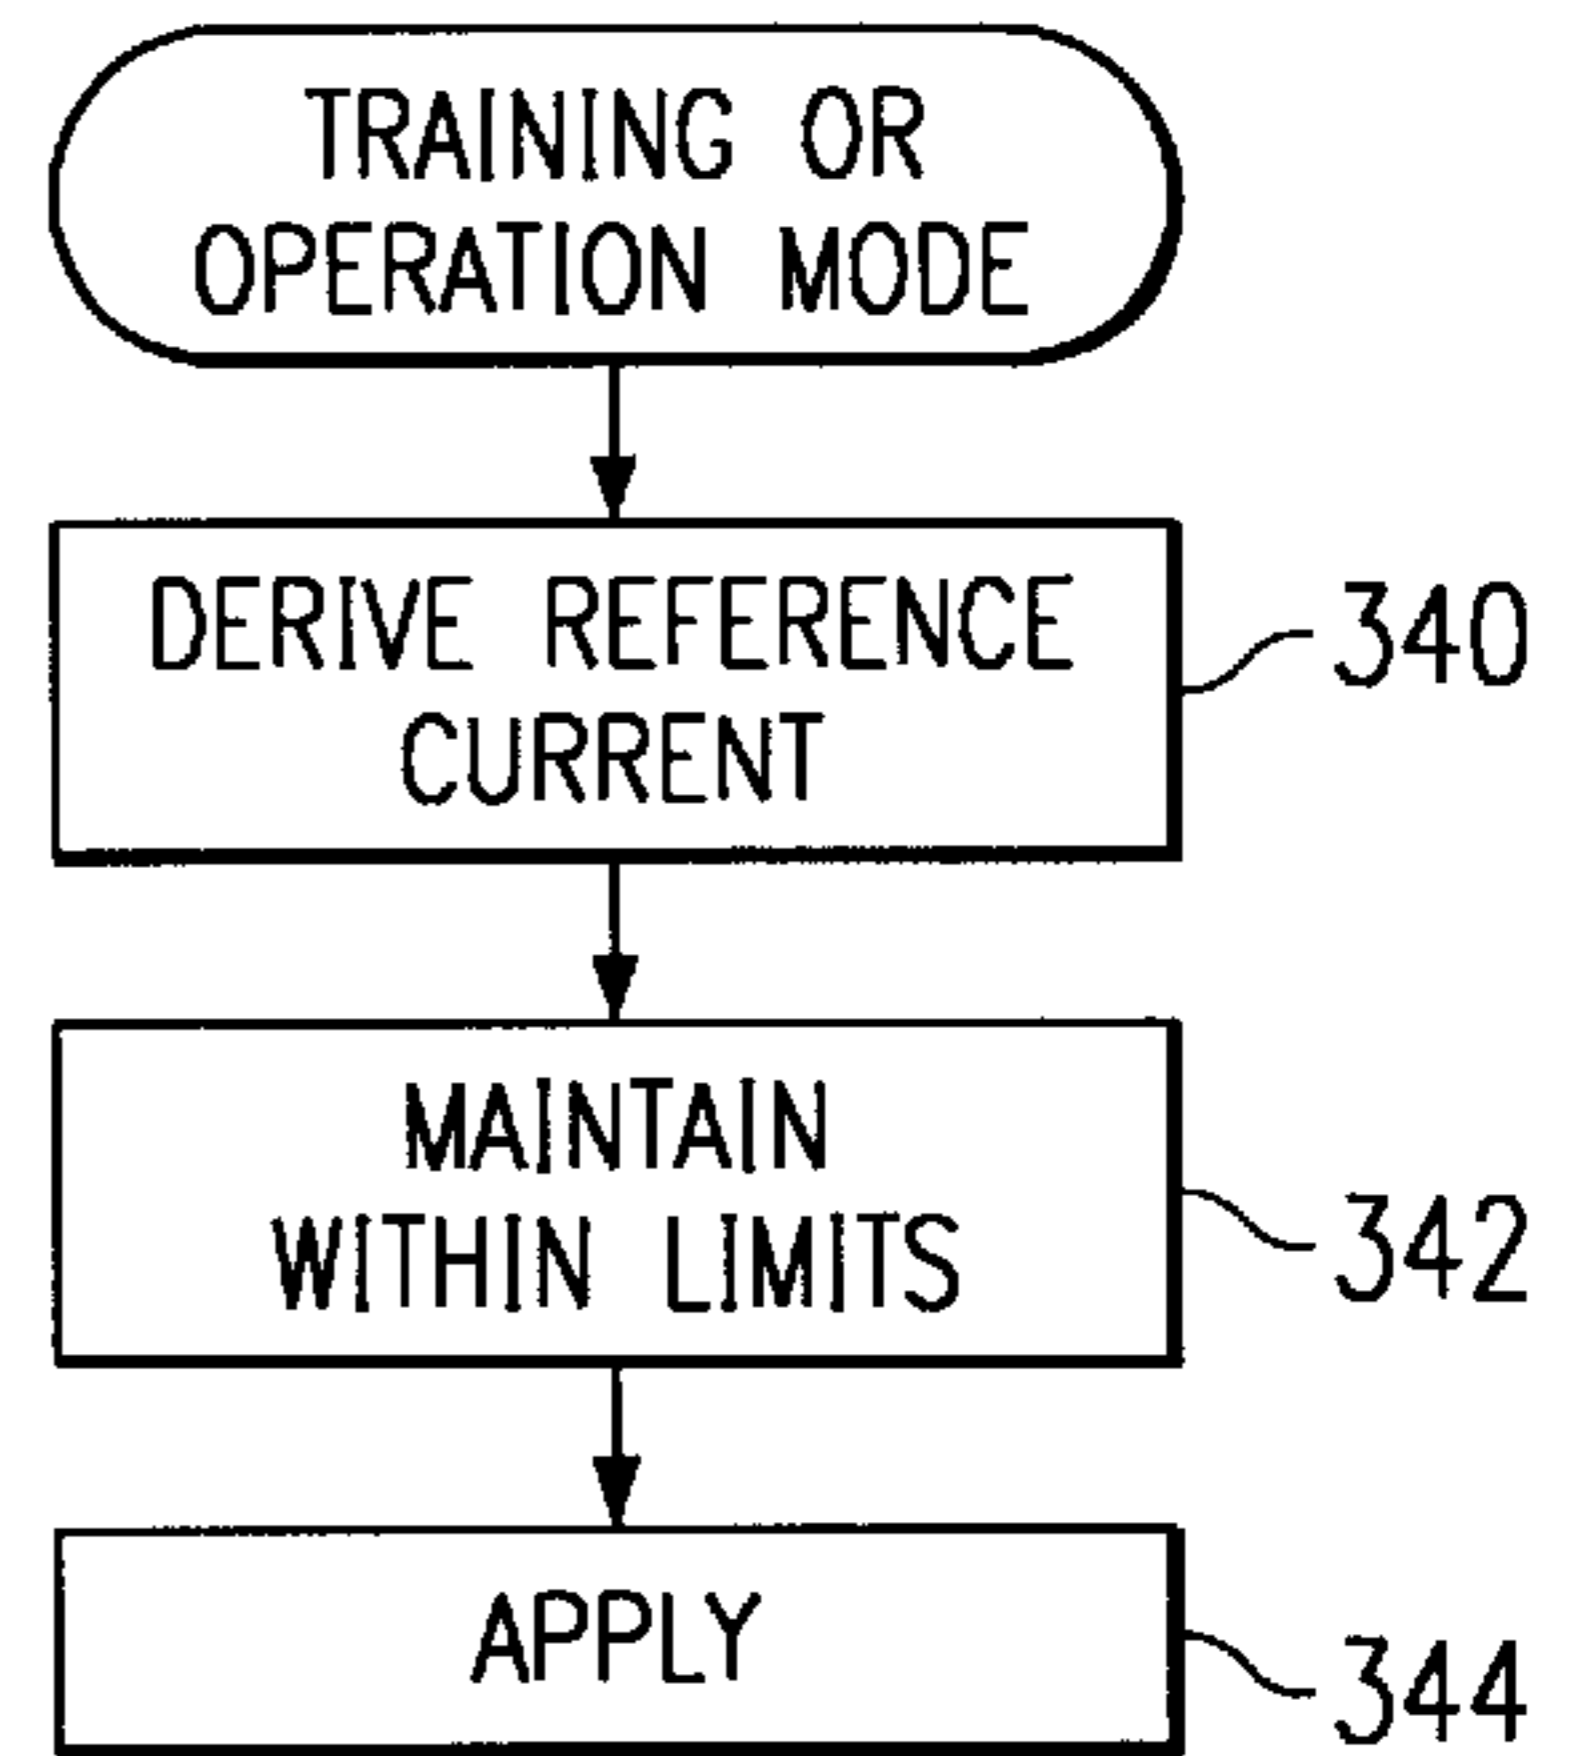 TRAINING OR
OPERATION MODE
DERIVE REFERENCE
CURRENT
340
MAINTAIN
WITHIN LIMITS
342
APPLY
344